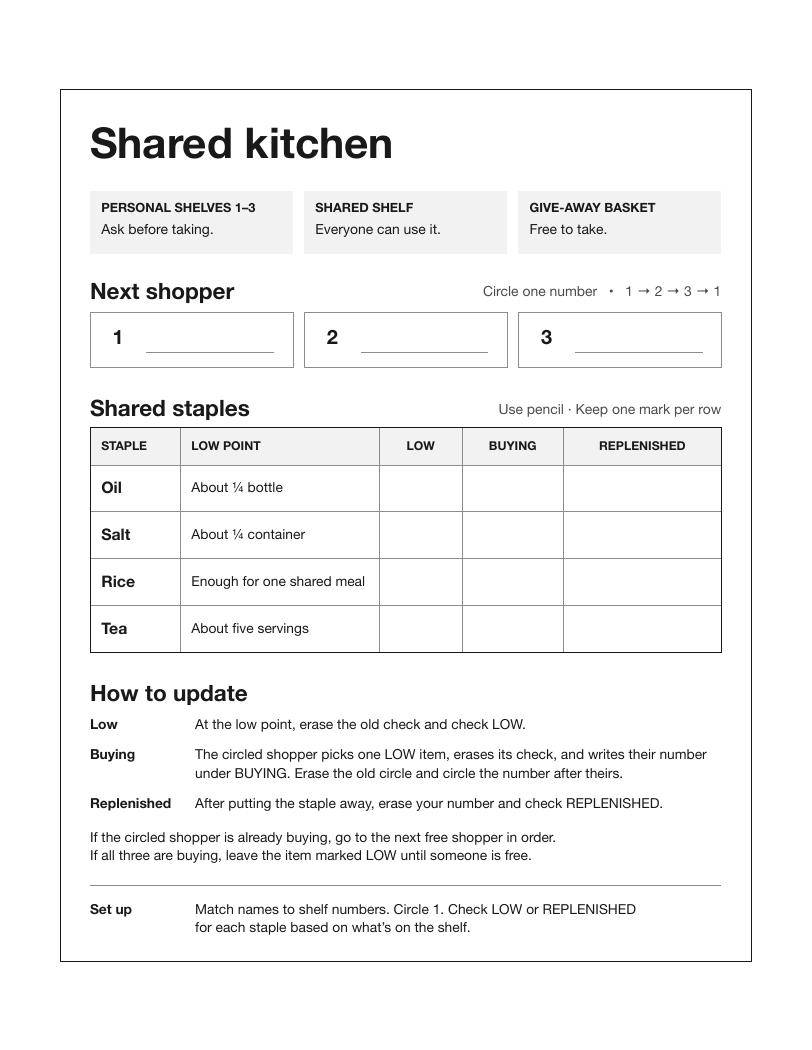 Shared kitchen
PERSONAL SHELVES 1–3
Ask before taking.
SHARED SHELF
Everyone can use it.
GIVE-AWAY BASKET
Free to take.
Next shopper
Circle one number • 1 → 2 → 3 → 1
1
2
3
Shared staples
Use pencil · Keep one mark per row
STAPLE LOW POINT LOW BUYING REPLENISHED
Oil About ¼ bottle
Salt About ¼ container
Rice Enough for one shared meal
Tea About five servings
How to update
Low At the low point, erase the old check and check LOW.
Buying The circled shopper picks one LOW item, erases its check, and writes their number
under BUYING. Erase the old circle and circle the number after theirs.
Replenished After putting the staple away, erase your number and check REPLENISHED.
If the circled shopper is already buying, go to the next free shopper in order.
If all three are buying, leave the item marked LOW until someone is free.
Set up Match names to shelf numbers. Circle 1. Check LOW or REPLENISHED
for each staple based on what’s on the shelf.